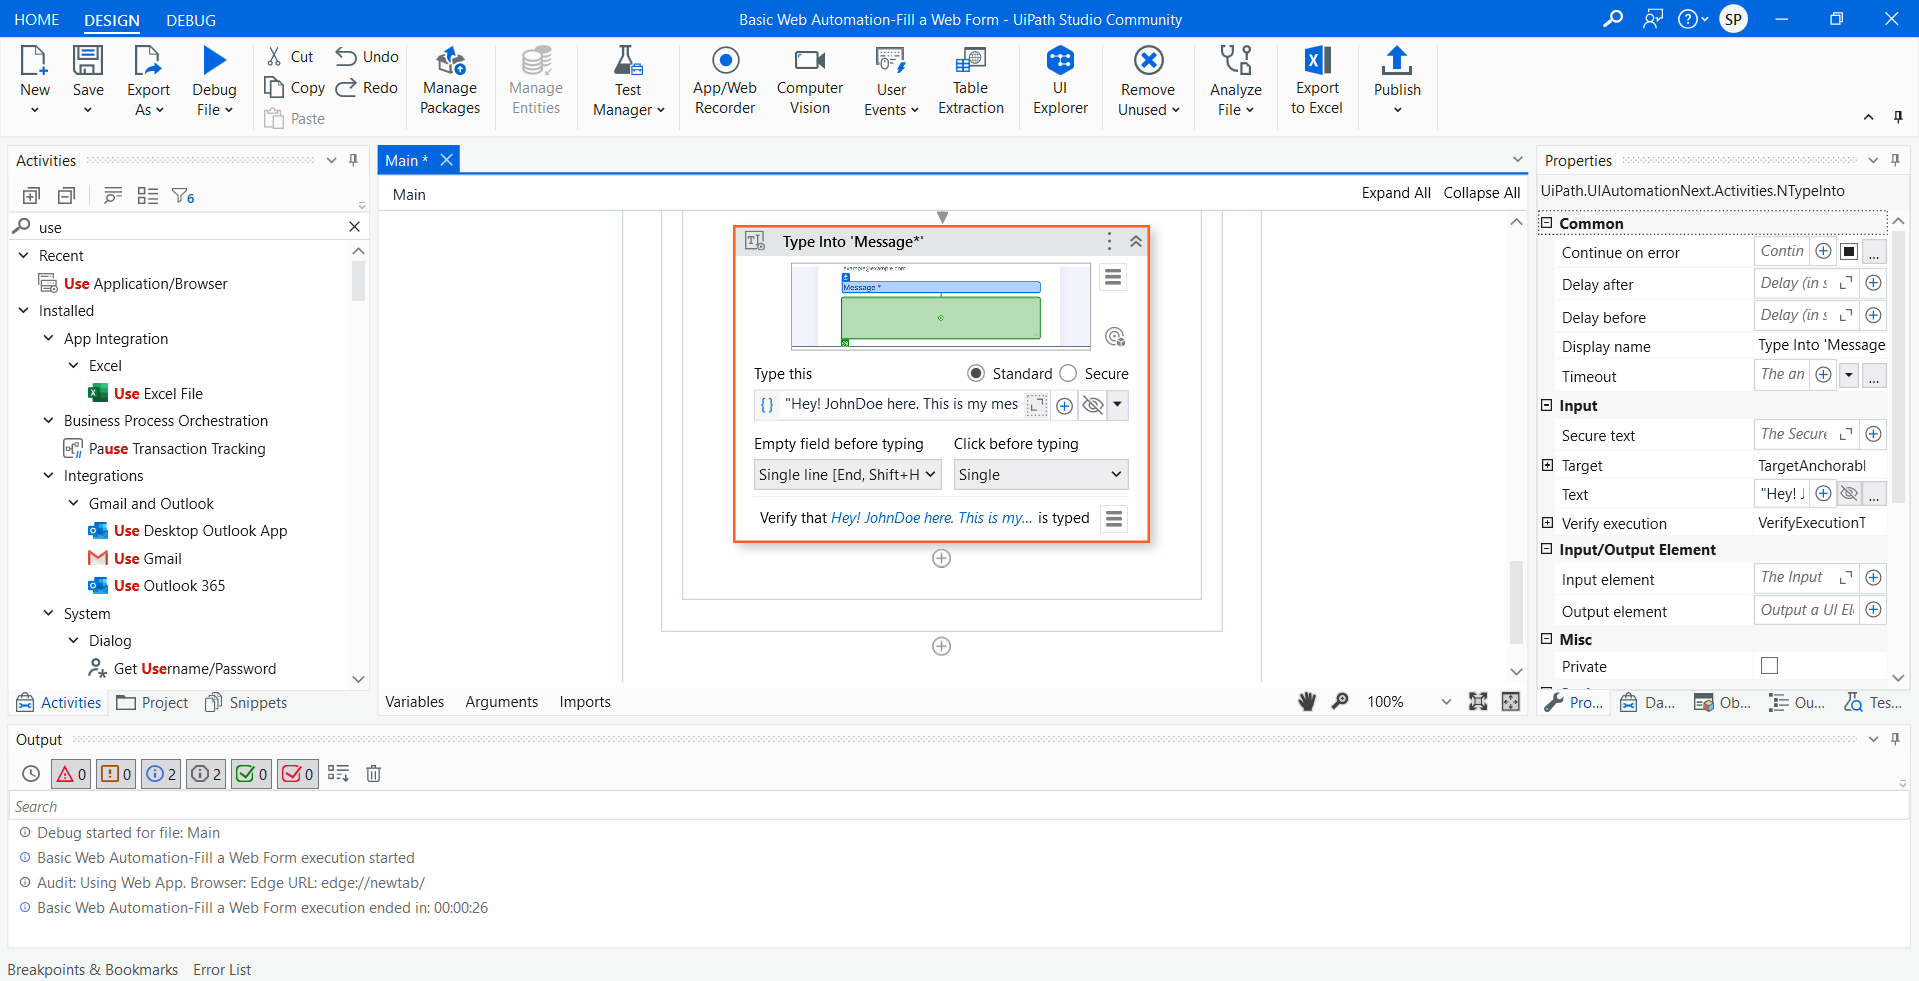 HOME DESIGN DEBUG
Basic Web Automation-Fill a Web Form - UiPath Studio Community
SP
New
Save
Export As
Debug File
Cut
Copy
Paste
Undo
Redo
Manage Packages
Manage Entities
Test Manager
App/Web Recorder
Computer Vision
User Events
Table Extraction
UI Explorer
Remove Unused
Analyze File
Export to Excel
Publish
Activities
6
use
Recent
Use Application/Browser
Installed
App Integration
Excel
Use Excel File
Business Process Orchestration
Pause Transaction Tracking
Integrations
Gmail and Outlook
Use Desktop Outlook App
Use Gmail
Use Outlook 365
System
Dialog
Get Username/Password
Activities Project Snippets
Main *
Main
Expand All Collapse All
Type Into 'Message*'
example@example.com
Message *
Type this
Standard Secure
"Hey! JohnDoe here. This is my mes
Empty field before typing Click before typing
Single line [End, Shift+H Single
Verify that Hey! JohnDoe here. This is my... is typed
Variables Arguments Imports
100%
Properties
UiPath.UIAutomationNext.Activities.NTypeInto
Common
Continue on error Contin ...
Delay after Delay (in s
Delay before Delay (in s
Display name Type Into 'Message
Timeout The an ...
Input
Secure text The Secure
Target TargetAnchorabl
Text "Hey! J ...
Verify execution VerifyExecutionT
Input/Output Element
Input element The Input
Output element Output a UI El
Misc
Private
Pro... Da... Ob... Ou... Tes...
Output
0 0 2 2 0 0
Search
Debug started for file: Main
Basic Web Automation-Fill a Web Form execution started
Audit: Using Web App. Browser: Edge URL: edge://newtab/
Basic Web Automation-Fill a Web Form execution ended in: 00:00:26
Breakpoints & Bookmarks Error List